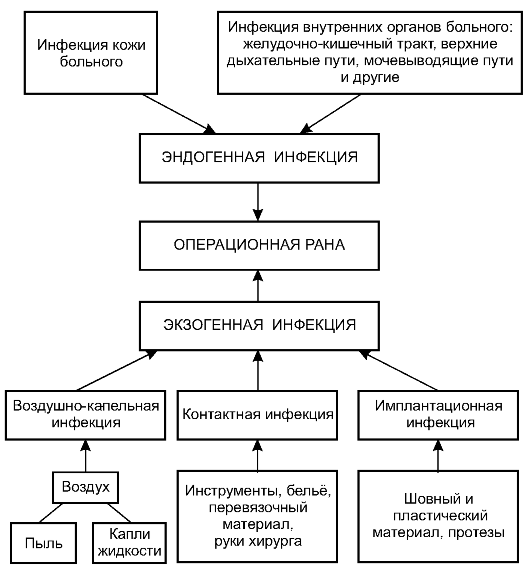 Инфекция кожи
больного
Инфекция внутренних органов больного:
желудочно-кишечный тракт, верхние
дыхательные пути, мочевыводящие пути
и другие
ЭНДОГЕННАЯ ИНФЕКЦИЯ
ОПЕРАЦИОННАЯ РАНА
ЭКЗОГЕННАЯ ИНФЕКЦИЯ
Воздушно-капельная
инфекция
Контактная инфекция
Имплантационная
инфекция
Воздух
Пыль
Капли
жидкости
Инструменты, бельё,
перевязочный
материал,
руки хирурга
Шовный и
пластический
материал, протезы